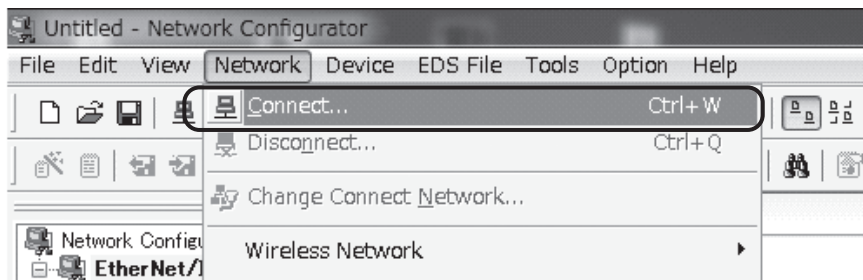 Untitled - Network Configurator
File Edit View Network Device EDS File Tools Option Help
Connect... Ctrl+W
Disconnect... Ctrl+Q
Change Connect Network...
Wireless Network
Network
EtherNet/